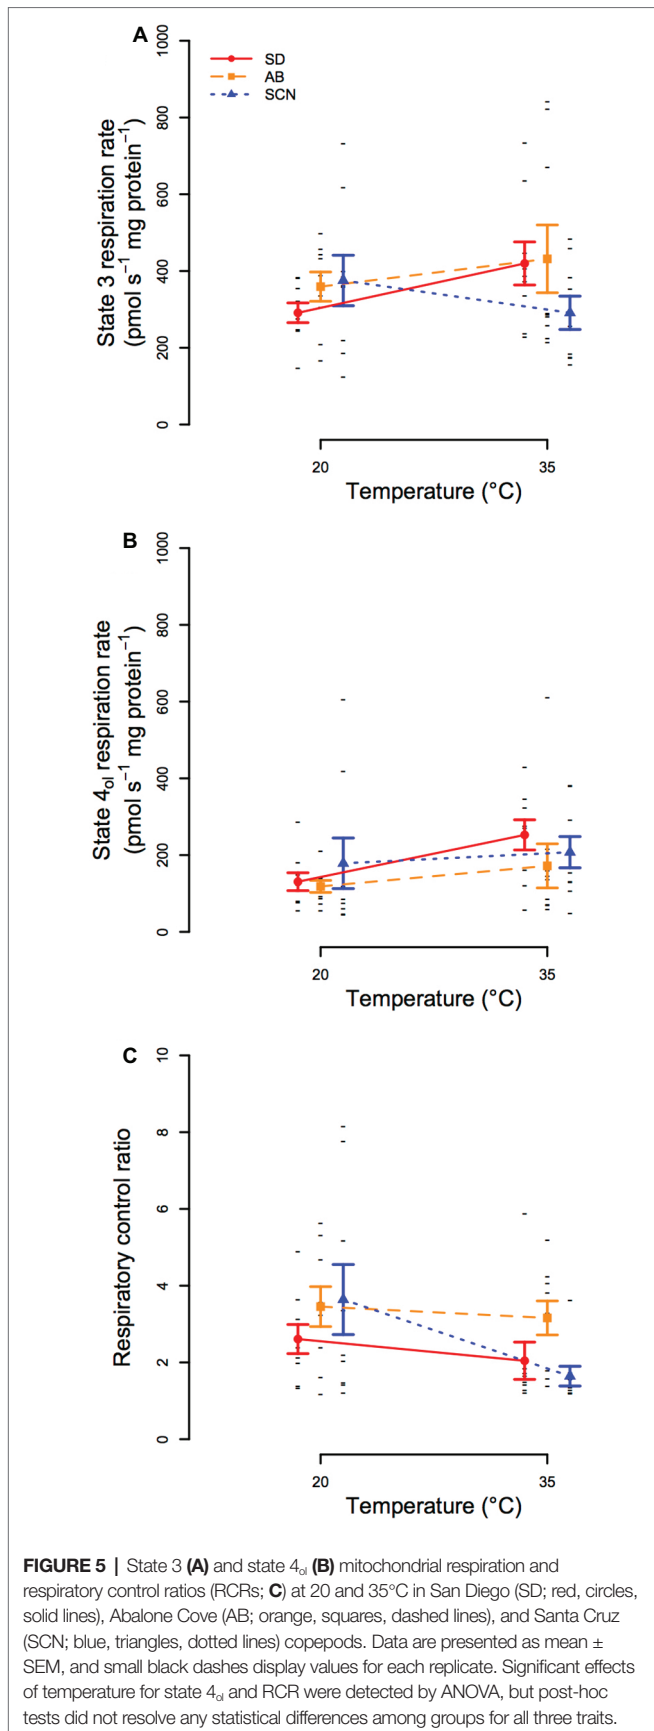 A
1000
800
600
400
200
0
State 3 respiration rate
(pmol s⁻¹ mg protein⁻¹)
SD
AB
SCN
20
35
Temperature (°C)
B
1000
800
600
400
200
0
State 4ol respiration rate
(pmol s⁻¹ mg protein⁻¹)
20
35
Temperature (°C)
C
10
8
6
4
2
0
Respiratory control ratio
20
35
Temperature (°C)
FIGURE 5 | State 3 (A) and state 4ol (B) mitochondrial respiration and
respiratory control ratios (RCRs; C) at 20 and 35°C in San Diego (SD; red, circles,
solid lines), Abalone Cove (AB; orange, squares, dashed lines), and Santa Cruz
(SCN; blue, triangles, dotted lines) copepods. Data are presented as mean ±
SEM, and small black dashes display values for each replicate. Significant effects
of temperature for state 4ol and RCR were detected by ANOVA, but post-hoc
tests did not resolve any statistical differences among groups for all three traits.